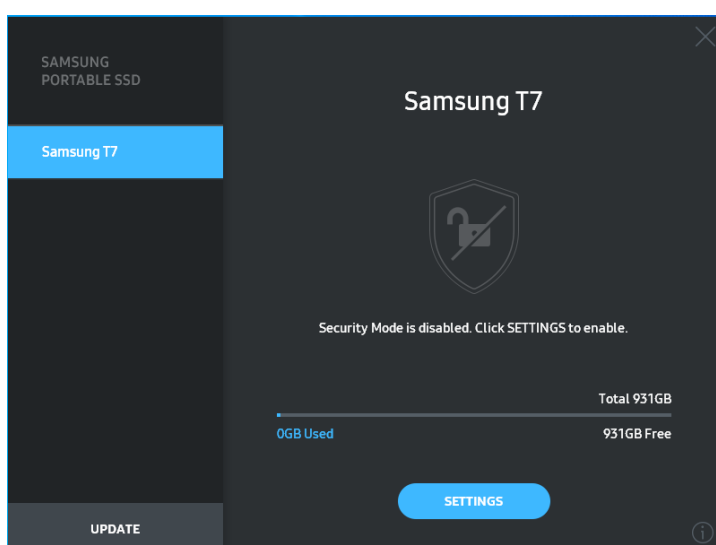 SAMSUNG
PORTABLE SSD
Samsung T7
Samsung T7
Security Mode is disabled. Click SETTINGS to enable.
Total 931GB
0GB Used
931GB Free
SETTINGS
UPDATE